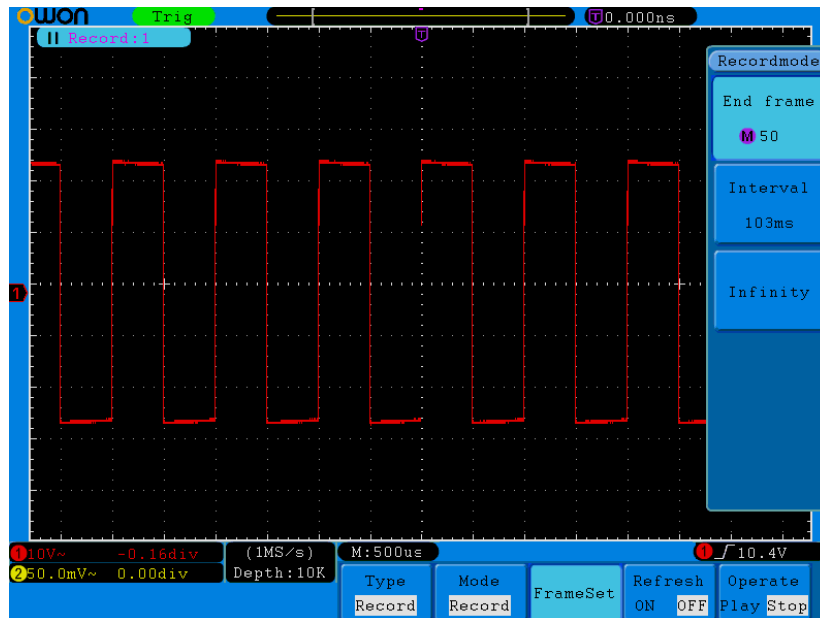 OWON Trig T 0.000ns
II Record:1
T
Recordmode
End frame
M 50
Interval
103ms
Infinity
1
1 10V~ -0.16div (1MS/s) M:500us 1 10.4V
2 50.0mV~ 0.00div Depth:10K
Type Mode FrameSet Refresh Operate
Record Record ON OFF Play Stop